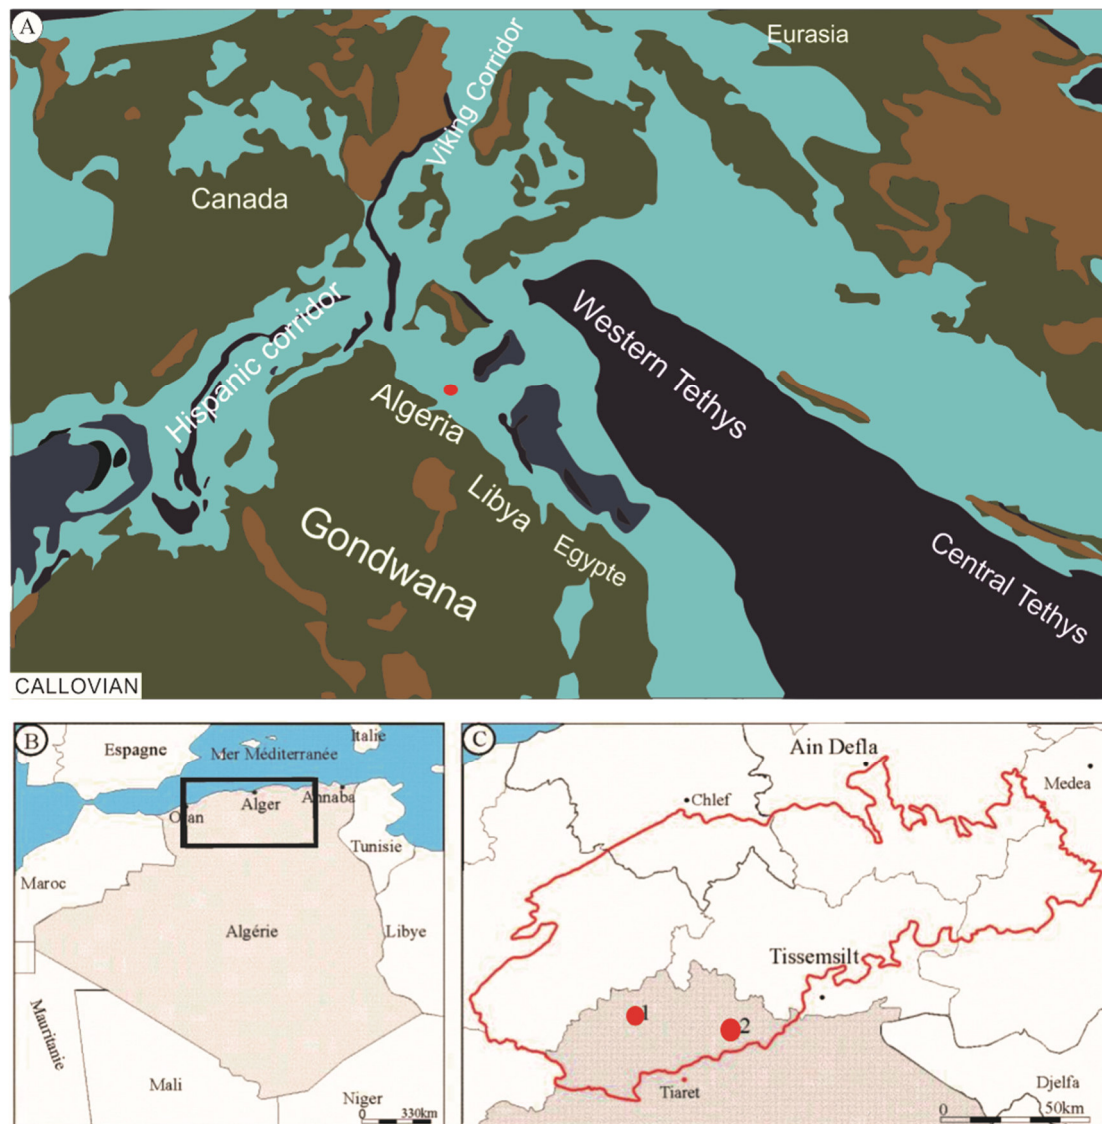 A
Eurasia
Viking Corridor
Canada
Hispanic corridor
Western Tethys
Algeria
Libya
Egypte
Gondwana
Central Tethys
CALLOVIAN
B
Espagne
Mer Méditerranée
Italie
Oran
Alger
Annaba
Tunisie
Maroc
Algérie
Libye
Mauritanie
Mali
Niger
0 330km
C
Ain Defla
Medea
Chlef
Tissemsilt
1
2
Tiaret
Djelfa
0 50km